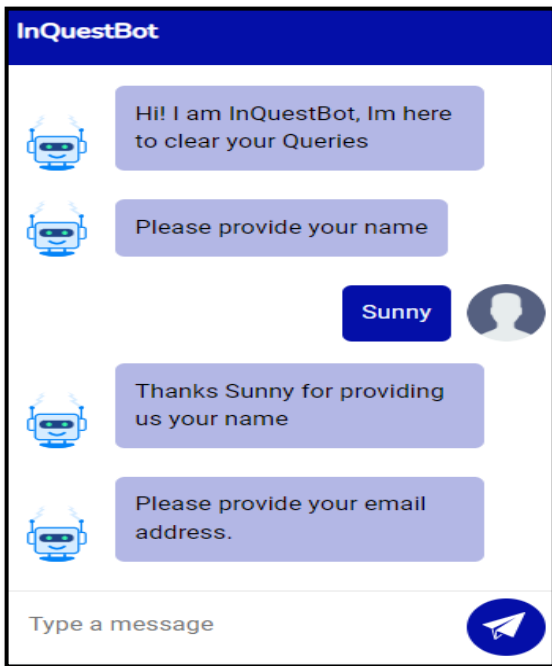 InQuestBot
Hi! I am InQuestBot, Im here
to clear your Queries
Please provide your name
Sunny
Thanks Sunny for providing
us your name
Please provide your email
address.
Type a message